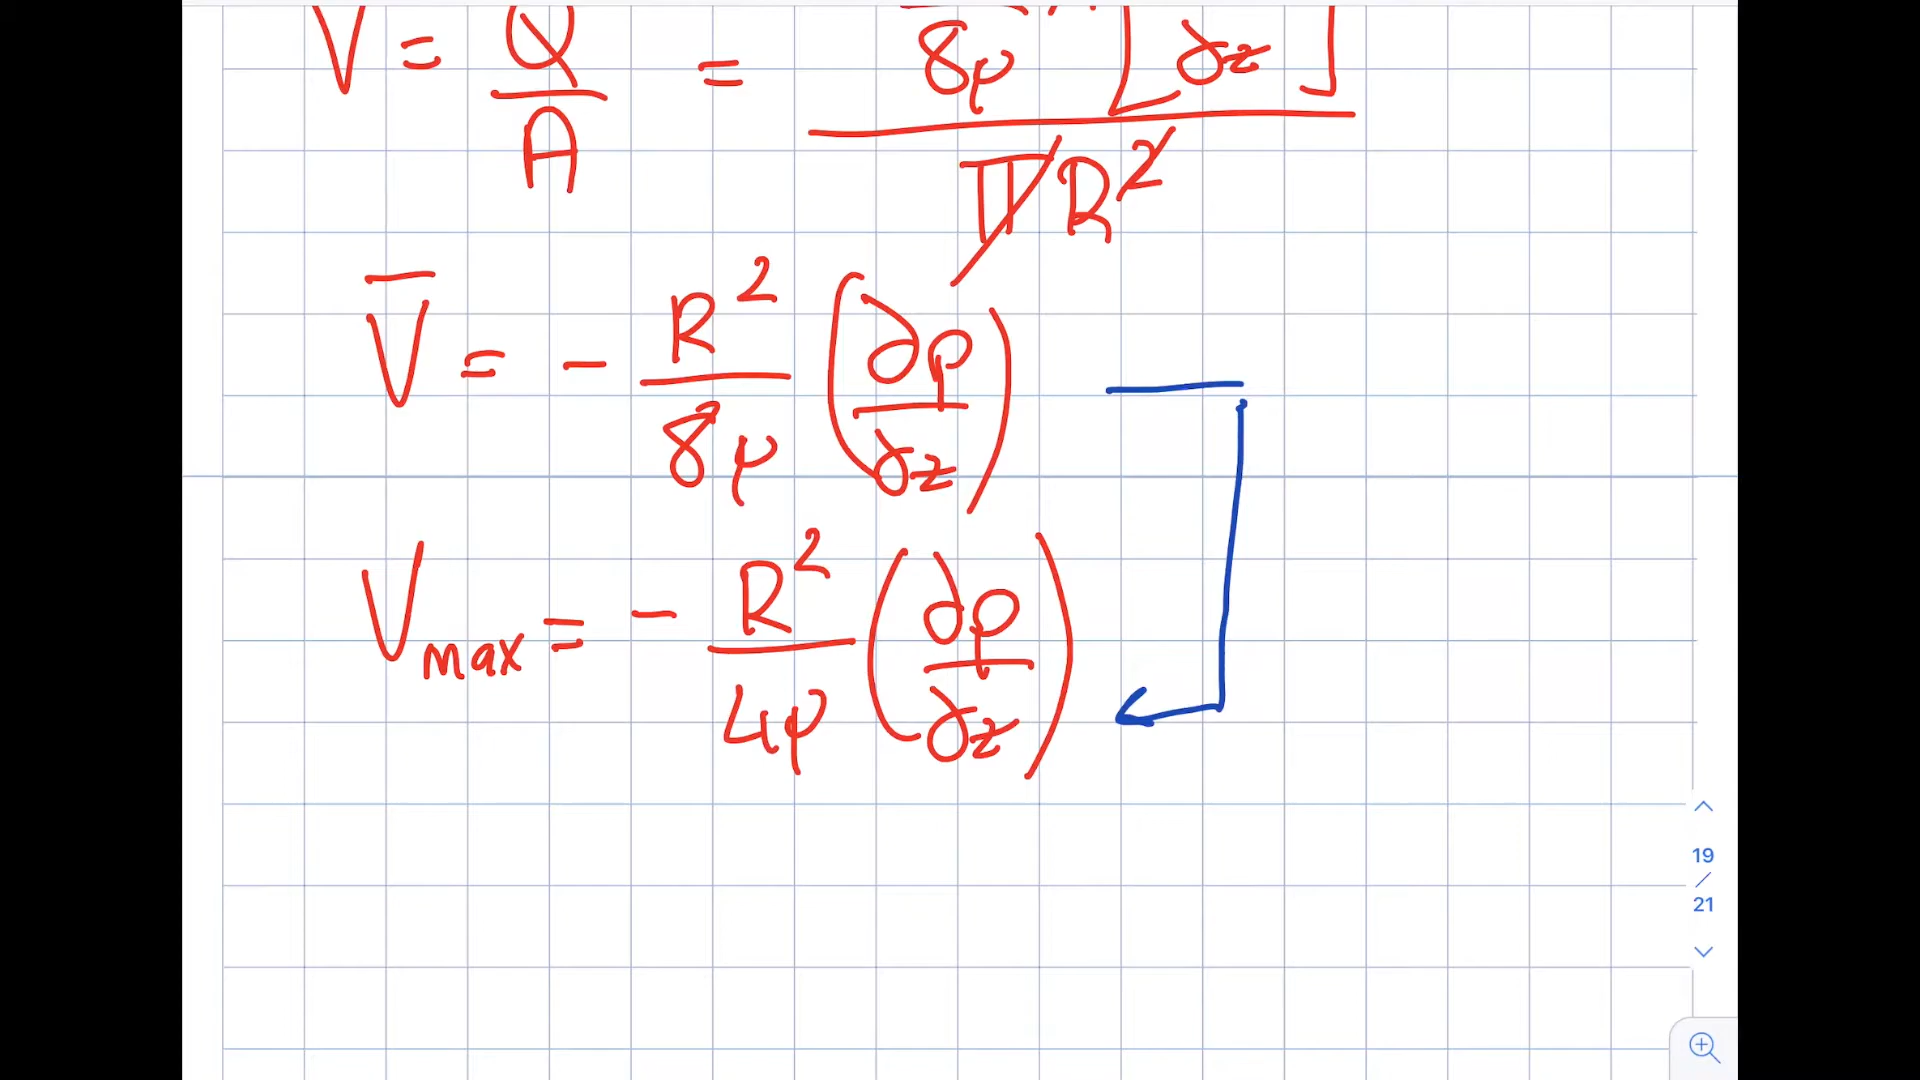 V = Q/A = 8μ [ ∂z ] / πR²
V̄ = - R²/8μ (∂p/∂z)
Vmax = - R²/4μ (∂p/∂z)
19
/
21